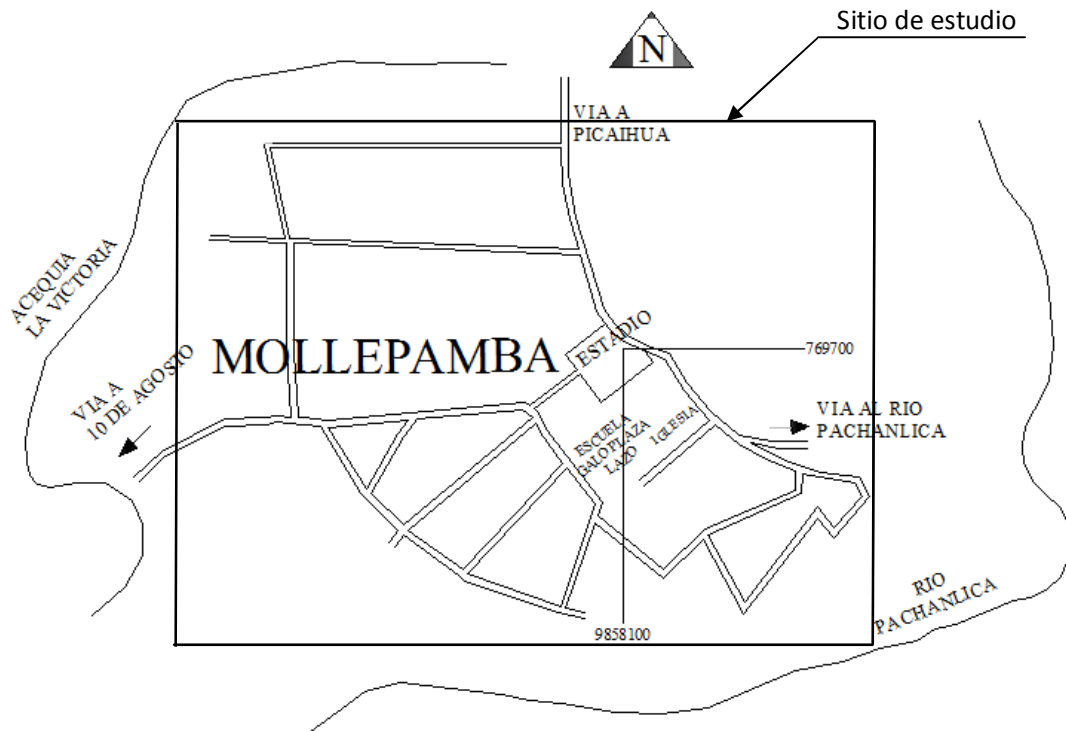 Sitio de estudio
N
VIA A
PICAIHUA
ACEQUIA
LA VICTORIA
MOLLEPAMBA
ESTADIO
769700
VIA A
10 DE AGOSTO
VIA AL RIO
PACHANLICA
ESCUELA
GALO PLAZA
LAZO
IGLESIA
RIO
PACHANLICA
9858100